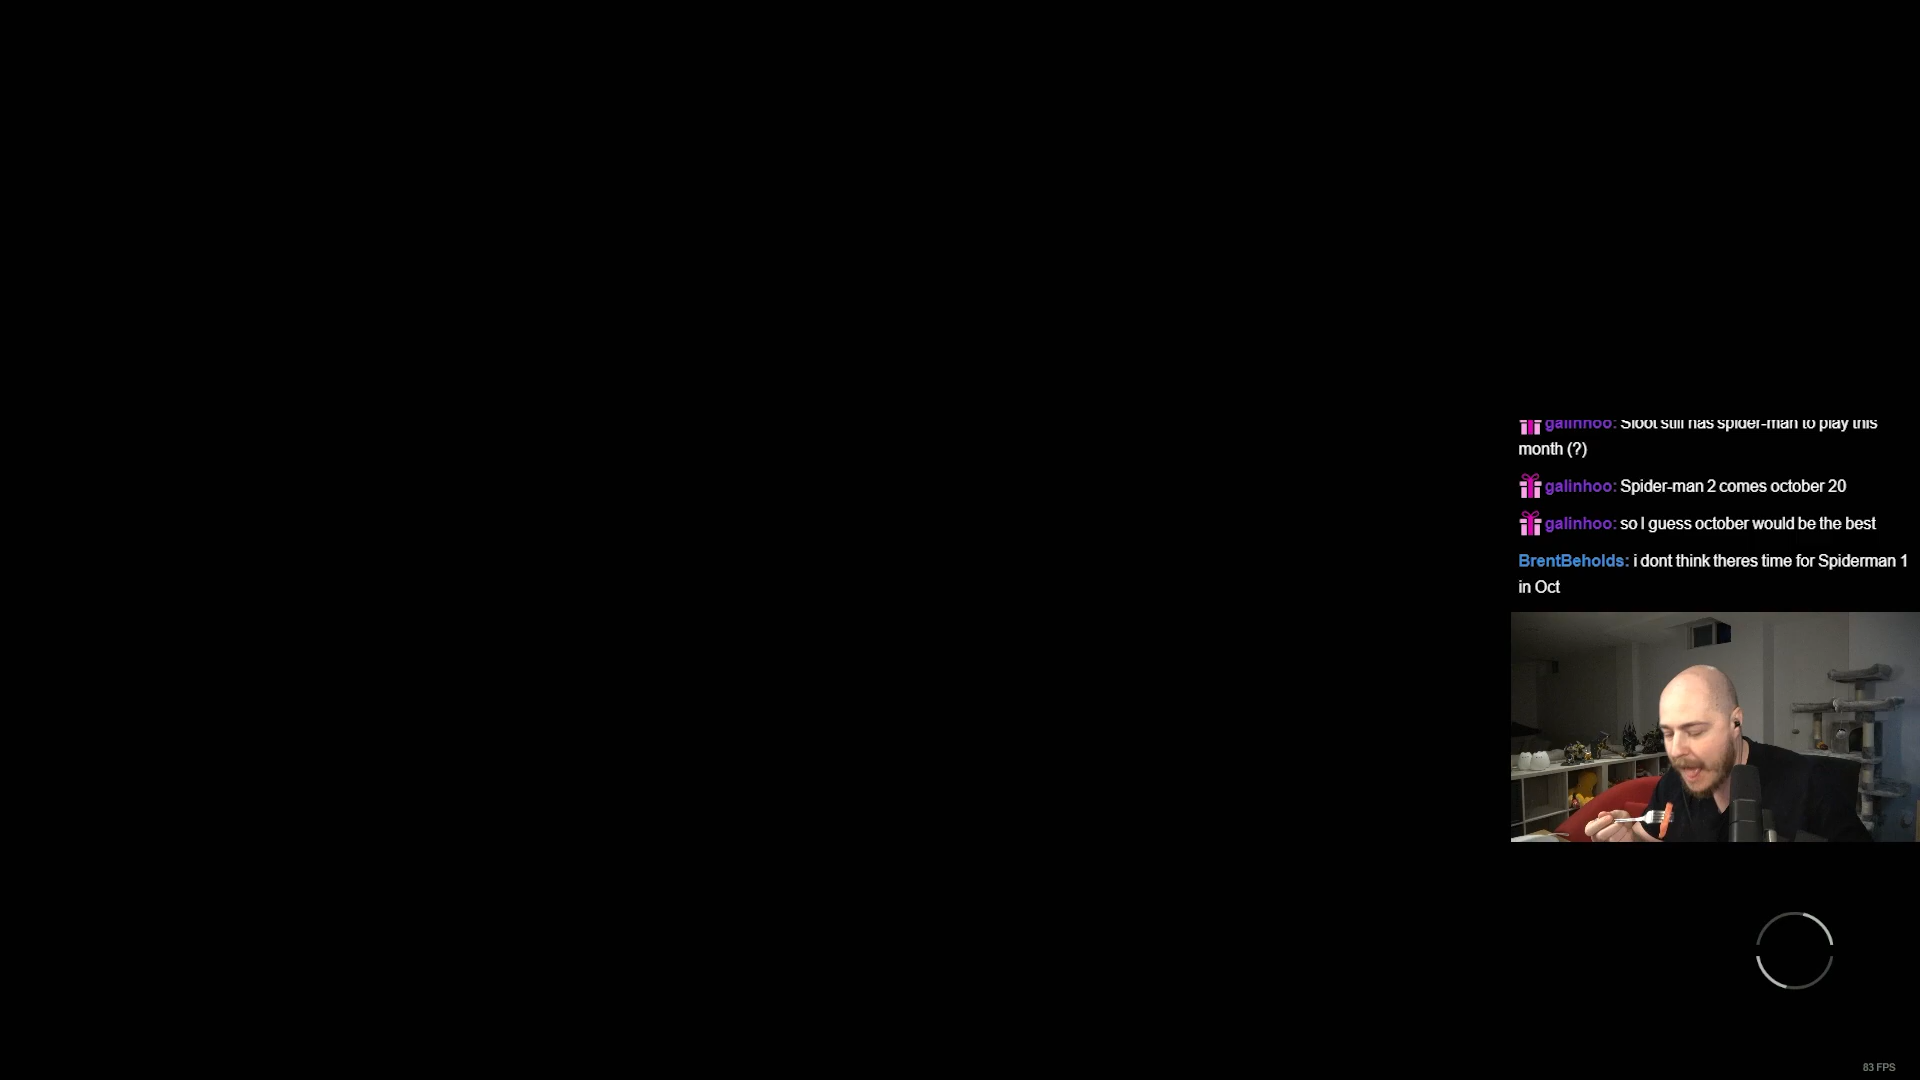 galinhoo: Sloot still has spider-man to play this
month (?)
galinhoo: Spider-man 2 comes october 20
galinhoo: so I guess october would be the best
BrentBeholds: i dont think theres time for Spiderman 1
in Oct
83 FPS